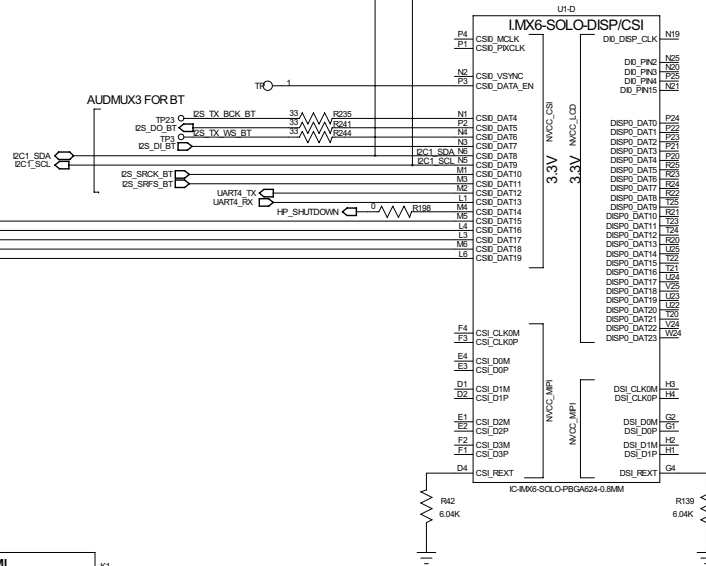 U1-D
I.MX6-SOLO-DISP/CSI
P4 CSI0_MCLK
P1 CSI0_PIXCLK
N2 CSI0_VSYNC
P3 CSI0_DATA_EN
TP 1
AUDMUX3 FOR BT
TP23 I2S_TX_BCK_BT 33 R235 N1 CSI0_DAT4
I2S_DO_BT 33 R241 P2 CSI0_DAT5
TP3 I2S_TX_WS_BT 33 R244 N4 CSI0_DAT6
I2S_DI_BT N3 CSI0_DAT7
I2C1_SDA I2C1_SDA N6 CSI0_DAT8
I2C1_SCL I2C1_SCL N5 CSI0_DAT9
I2S_SRCK_BT M1 CSI0_DAT10
I2S_SRFS_BT M3 CSI0_DAT11
UART4_TX M2 CSI0_DAT12
UART4_RX L1 CSI0_DAT13
HP_SHUTDOWN 0 R198 M4 CSI0_DAT14
M5 CSI0_DAT15
L4 CSI0_DAT16
L3 CSI0_DAT17
M6 CSI0_DAT18
L6 CSI0_DAT19
NVCC_CSI
3.3V
NVCC_LCD
3.3V
DI0_DISP_CLK N19
DI0_PIN2 N25
DI0_PIN3 N20
DI0_PIN4 P25
DI0_PIN15 N21
DISP0_DAT0 P24
DISP0_DAT1 P22
DISP0_DAT2 P23
DISP0_DAT3 P21
DISP0_DAT4 P20
DISP0_DAT5 R25
DISP0_DAT6 R23
DISP0_DAT7 R24
DISP0_DAT8 R22
DISP0_DAT9 T25
DISP0_DAT10 R21
DISP0_DAT11 T23
DISP0_DAT12 T24
DISP0_DAT13 R20
DISP0_DAT14 U25
DISP0_DAT15 T22
DISP0_DAT16 T21
DISP0_DAT17 U24
DISP0_DAT18 V25
DISP0_DAT19 U23
DISP0_DAT20 U22
DISP0_DAT21 T20
DISP0_DAT22 V24
DISP0_DAT23 W24
F4 CSI_CLK0M
F3 CSI_CLK0P
E4 CSI_D0M
E3 CSI_D0P
D1 CSI_D1M
D2 CSI_D1P
E1 CSI_D2M
E2 CSI_D2P
F2 CSI_D3M
F1 CSI_D3P
D4 CSI_REXT
NVCC_MIPI
NVCC_MIPI
DSI_CLK0M H3
DSI_CLK0P H4
DSI_D0M G2
DSI_D0P G1
DSI_D1M H2
DSI_D1P H1
DSI_REXT G4
IC-IMX6-SOLO-PBGA624-0.8MM
R42
6.04K
R139
6.04K
K1